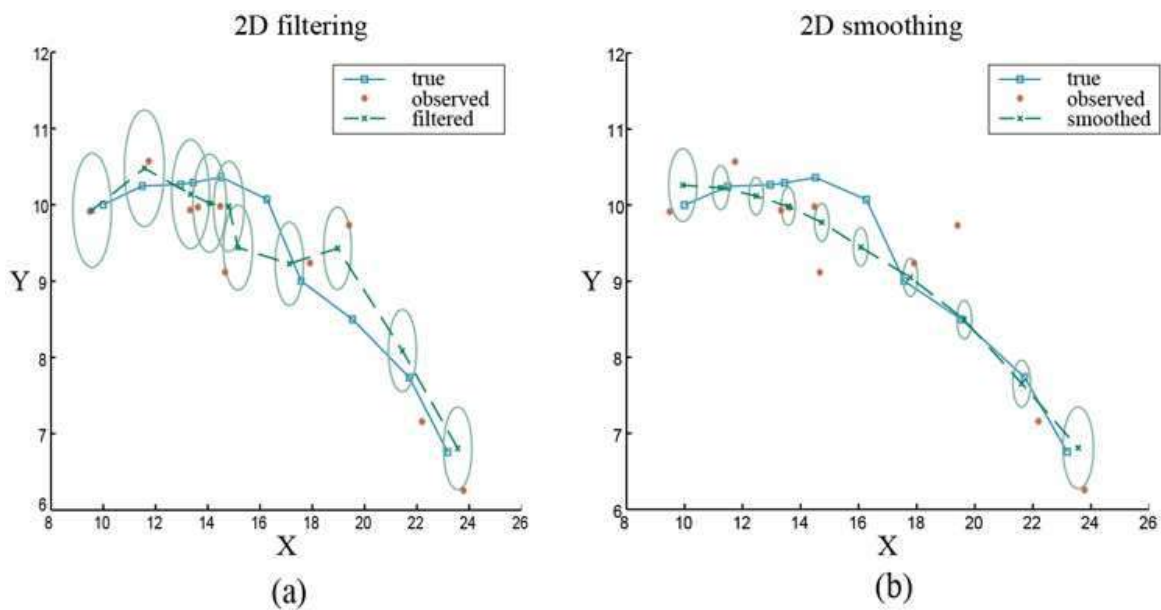 2D filtering
12
11
10
9
8
7
6
Y
true
observed
filtered
8 10 12 14 16 18 20 22 24 26
X
(a)
2D smoothing
12
11
10
9
8
7
6
Y
true
observed
smoothed
8 10 12 14 16 18 20 22 24 26
X
(b)